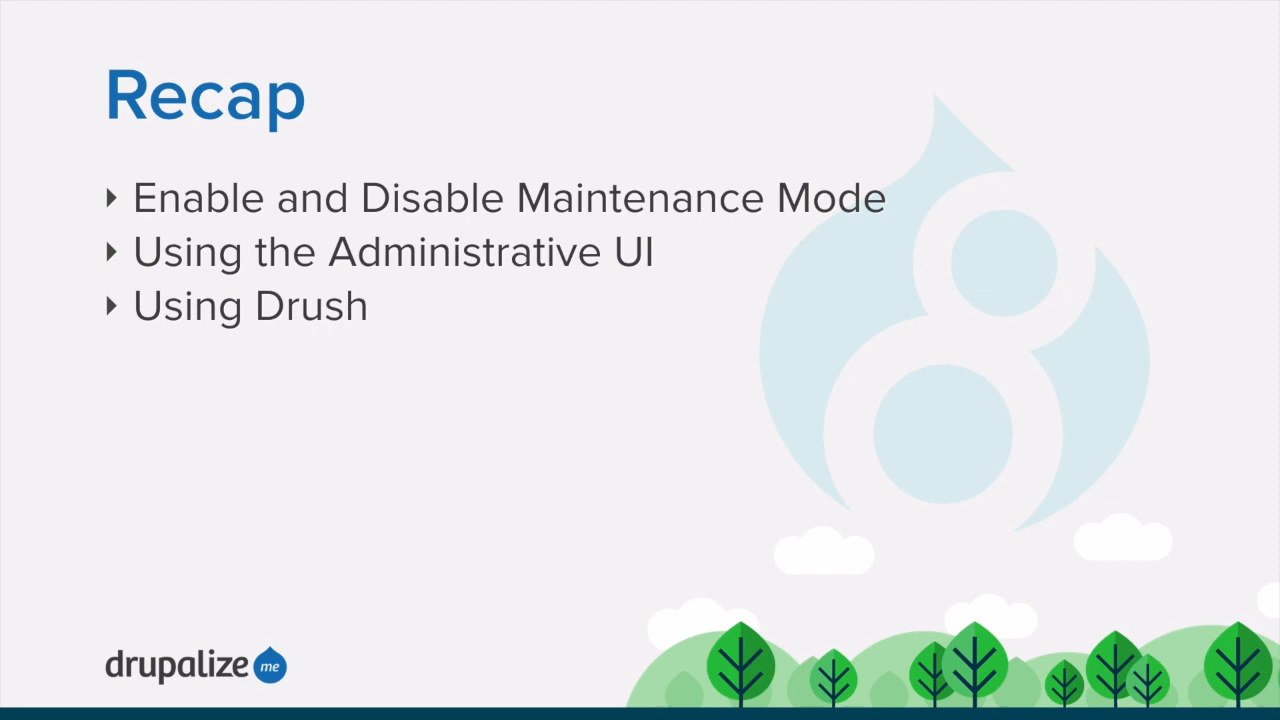 Recap
Enable and Disable Maintenance Mode
Using the Administrative UI
Using Drush
drupalize me